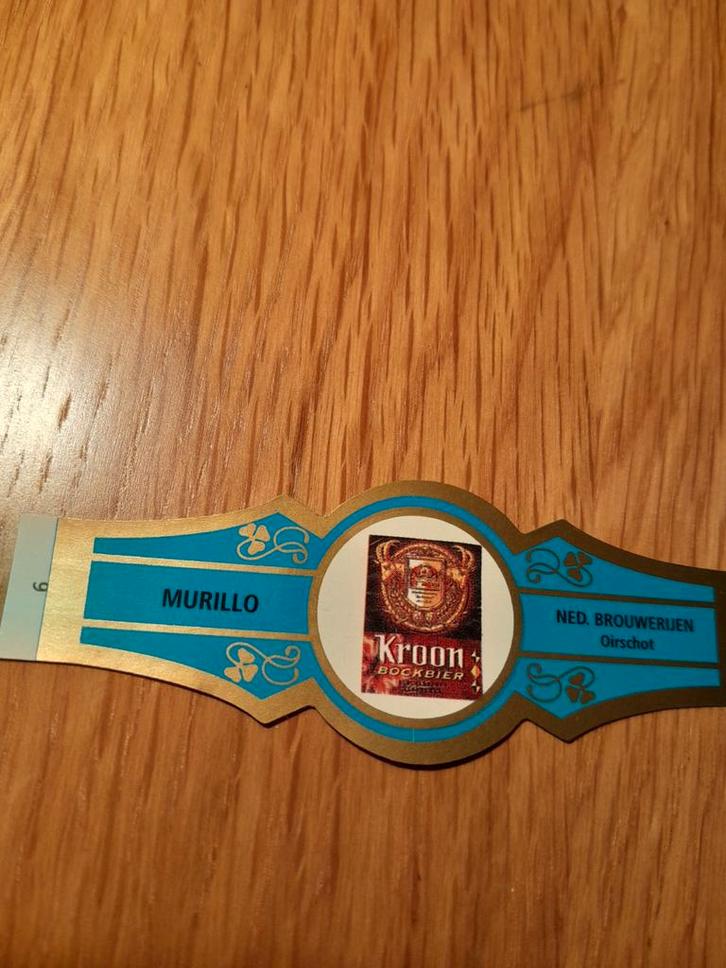 9
MURILLO
Kroon
BOCKBIER
NED. BROUWERIJEN
Oirschot